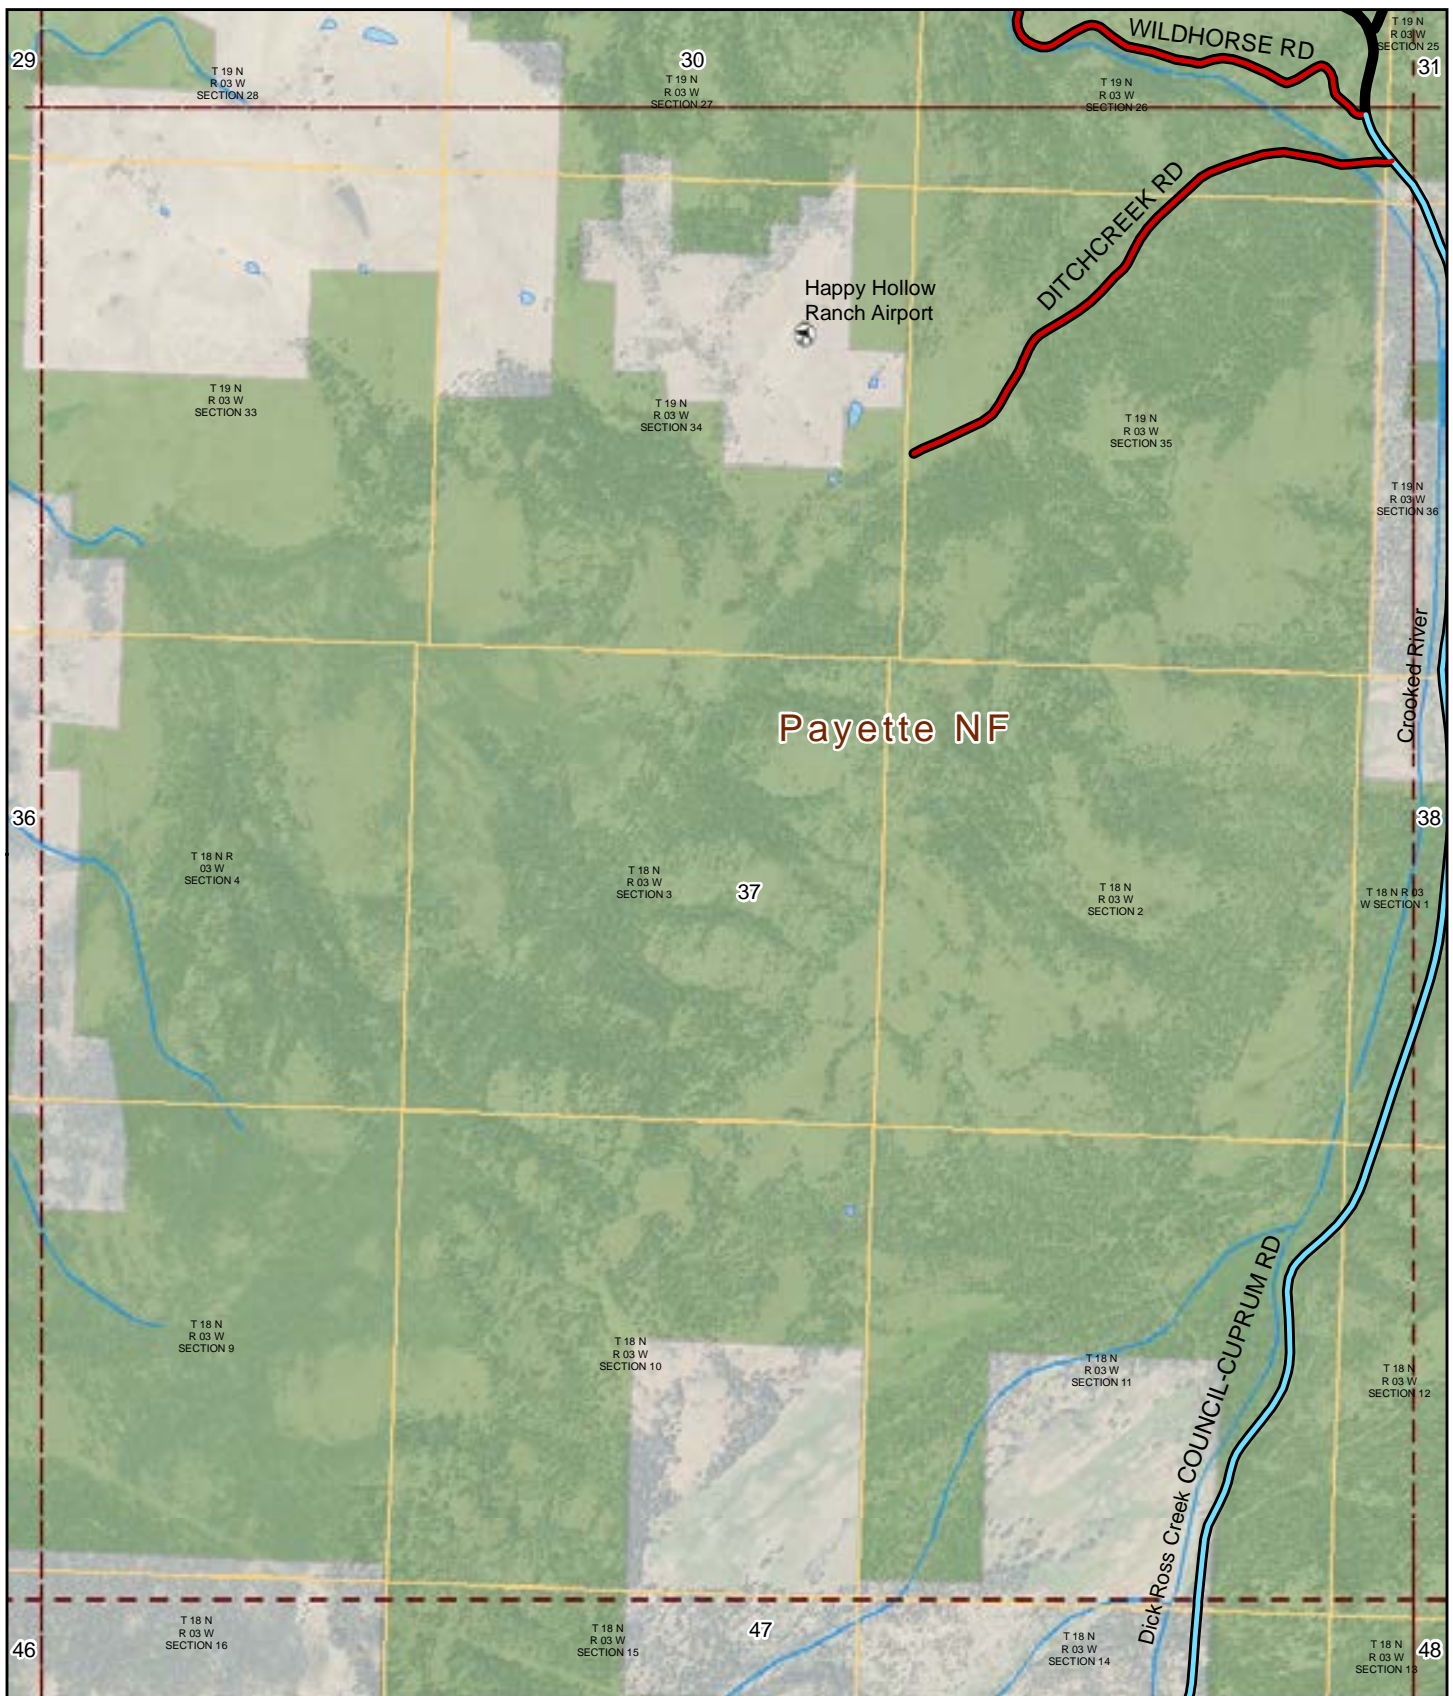 WILDHORSE RD
T 19 N
R 03 W
SECTION 25
29
30
31
T 19 N
R 03 W
SECTION 28
T 19 N
R 03 W
SECTION 27
T 19 N
R 03 W
SECTION 26
DITCHCREEK RD
Happy Hollow
Ranch Airport
T 19 N
R 03 W
SECTION 33
T 19 N
R 03 W
SECTION 34
T 19 N
R 03 W
SECTION 35
T 19 N
R 03 W
SECTION 36
Crooked River
Payette NF
36
38
T 18 N R
03 W
SECTION 4
T 18 N
R 03 W
SECTION 3
37
T 18 N
R 03 W
SECTION 2
T 18 N R 03
W SECTION 1
COUNCIL-CUPRUM RD
T 18 N
R 03 W
SECTION 9
T 18 N
R 03 W
SECTION 10
T 18 N
R 03 W
SECTION 11
T 18 N
R 03 W
SECTION 12
Dick Ross Creek
46
T 18 N
R 03 W
SECTION 16
T 18 N
R 03 W
SECTION 15
47
T 18 N
R 03 W
SECTION 14
T 18 N
R 03 W
SECTION 13
48